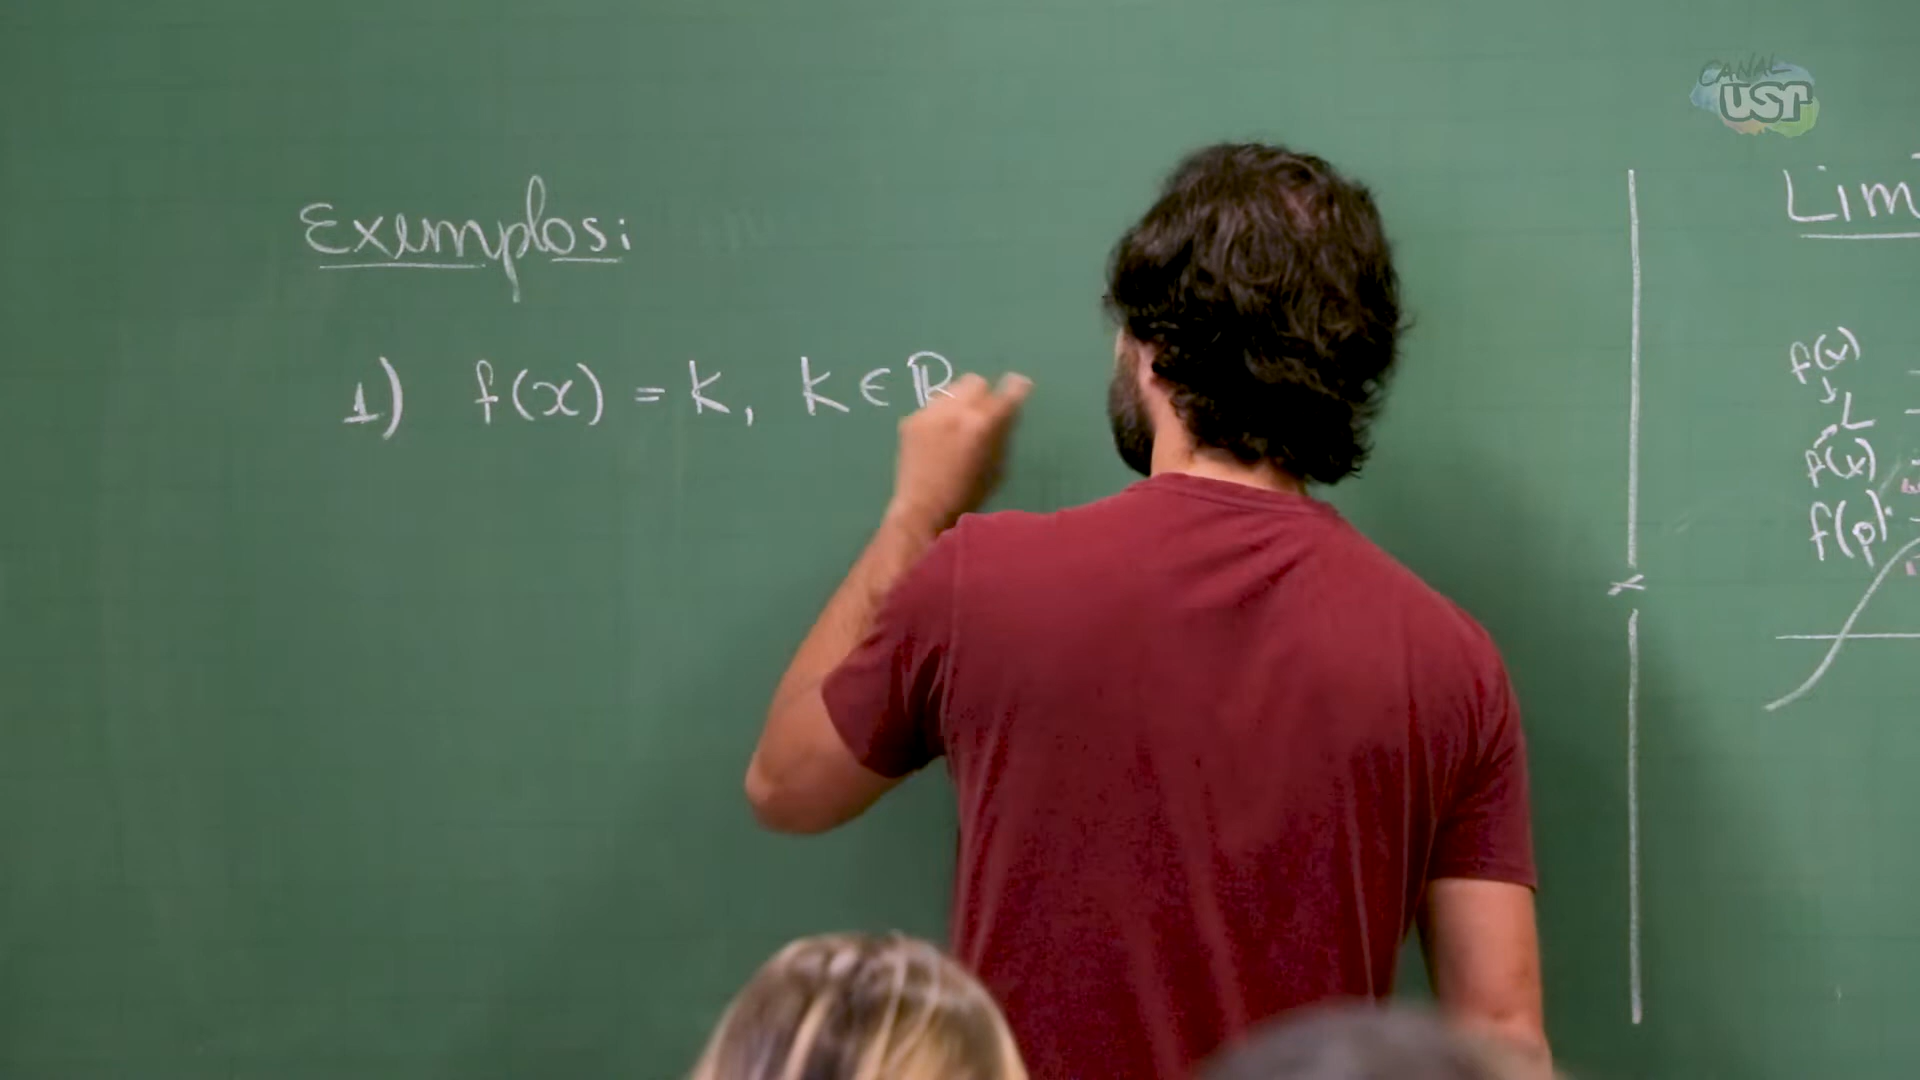 Exemplos:
1) f(x) = K, K ∈ ℝ
CANAL
USP
Lim
f(x)
L
f(x)
f(p)